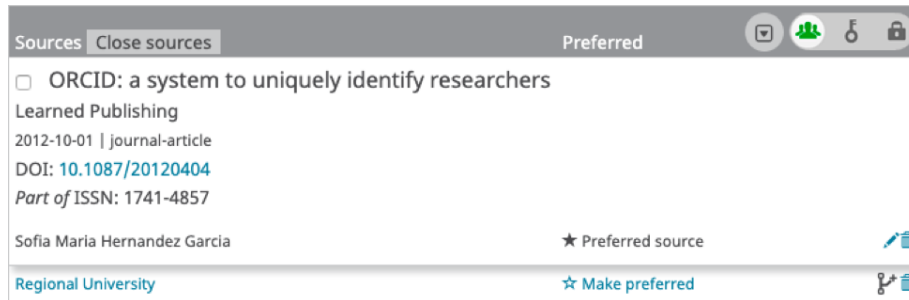 Sources Close sources Preferred
ORCID: a system to uniquely identify researchers
Learned Publishing
2012-10-01 | journal-article
DOI: 10.1087/20120404
Part of ISSN: 1741-4857
Sofia Maria Hernandez Garcia ★ Preferred source
Regional University ☆ Make preferred